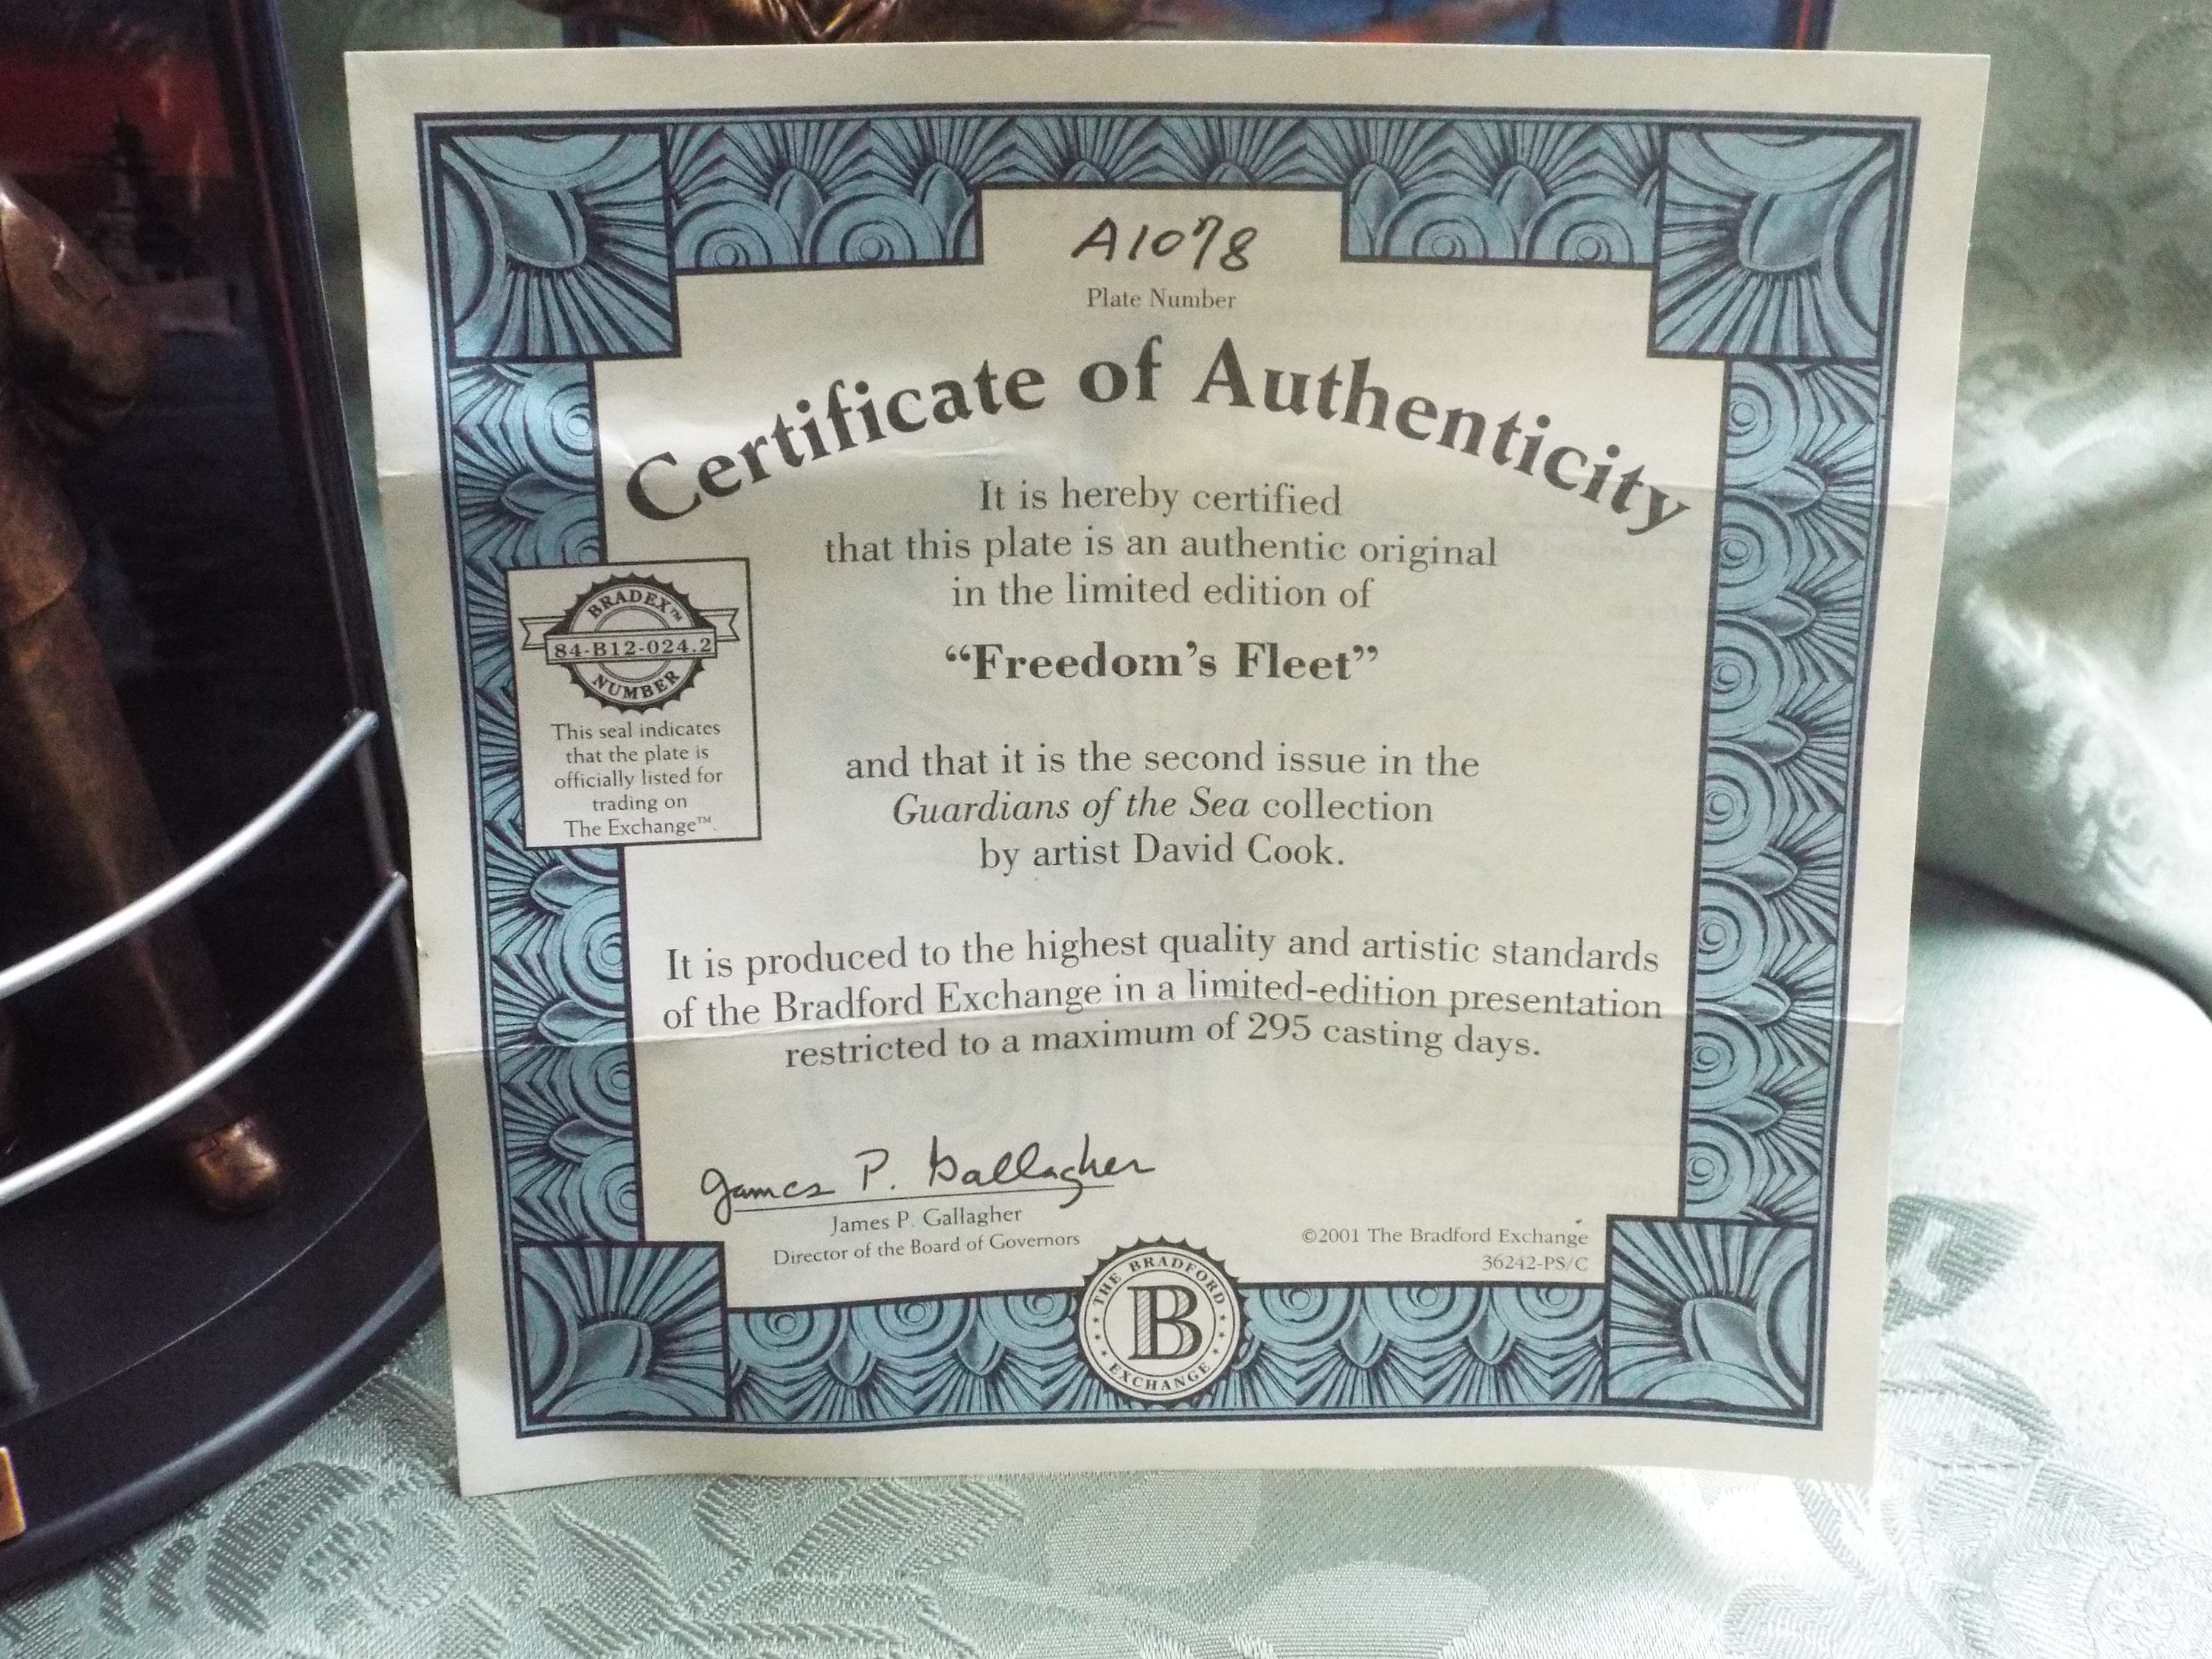 A1078
Plate Number
Certificate of Authenticity
It is hereby certified
that this plate is an authentic original
in the limited edition of
“Freedom’s Fleet”
and that it is the second issue in the
Guardians of the Sea collection
by artist David Cook.
BRADEX™
84-B12-024.2
NUMBER
This seal indicates
that the plate is
officially listed for
trading on
The Exchange™.
It is produced to the highest quality and artistic standards
of the Bradford Exchange in a limited-edition presentation
restricted to a maximum of 295 casting days.
James P. Gallagher
James P. Gallagher
Director of the Board of Governors
©2001 The Bradford Exchange
36242-PS/C
THE BRADFORD
B
EXCHANGE